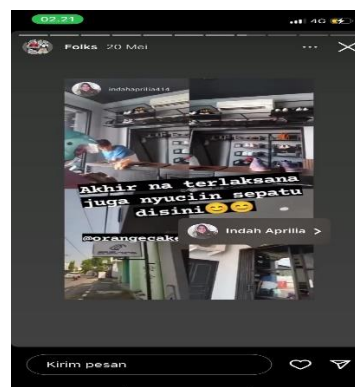 02.21
4G
Folks 20 Mei
indahaprilia414
Akhir na terlaksana
juga nyuciin sepatu
disini😊😊
@orangecake
Indah Aprilia >
Kirim pesan